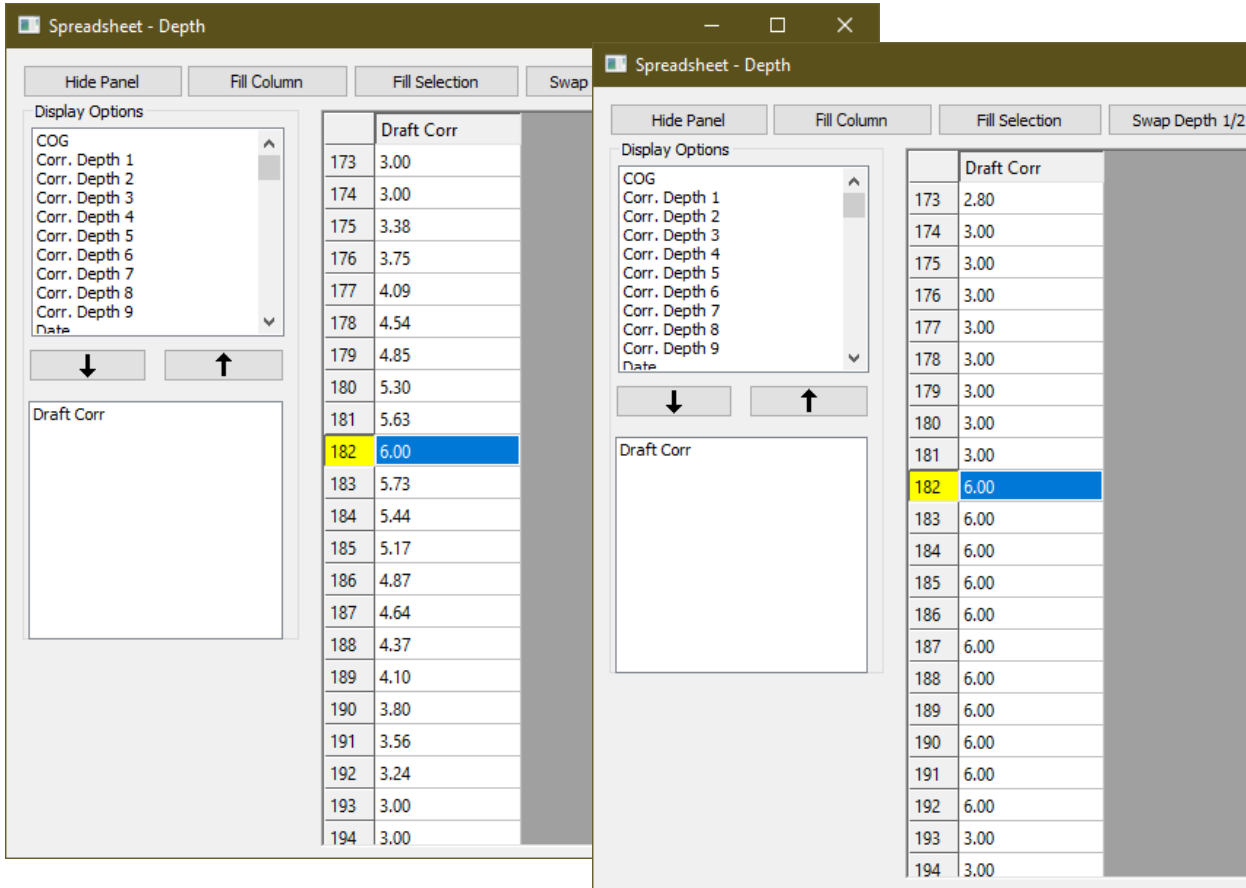 Spreadsheet - Depth
Hide Panel
Fill Column
Fill Selection
Swap
Display Options
COG
Corr. Depth 1
Corr. Depth 2
Corr. Depth 3
Corr. Depth 4
Corr. Depth 5
Corr. Depth 6
Corr. Depth 7
Corr. Depth 8
Corr. Depth 9
Date
Draft Corr
Draft Corr
173 3.00
174 3.00
175 3.38
176 3.75
177 4.09
178 4.54
179 4.85
180 5.30
181 5.63
182 6.00
183 5.73
184 5.44
185 5.17
186 4.87
187 4.64
188 4.37
189 4.10
190 3.80
191 3.56
192 3.24
193 3.00
194 3.00
Spreadsheet - Depth
Hide Panel
Fill Column
Fill Selection
Swap Depth 1/2
Display Options
COG
Corr. Depth 1
Corr. Depth 2
Corr. Depth 3
Corr. Depth 4
Corr. Depth 5
Corr. Depth 6
Corr. Depth 7
Corr. Depth 8
Corr. Depth 9
Date
Draft Corr
Draft Corr
173 2.80
174 3.00
175 3.00
176 3.00
177 3.00
178 3.00
179 3.00
180 3.00
181 3.00
182 6.00
183 6.00
184 6.00
185 6.00
186 6.00
187 6.00
188 6.00
189 6.00
190 6.00
191 6.00
192 6.00
193 3.00
194 3.00